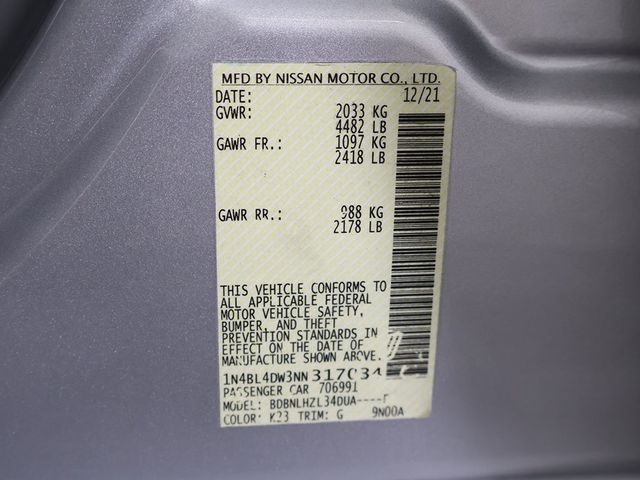 MFD BY NISSAN MOTOR CO., LTD.
DATE: 12/21
GVWR: 2033 KG
4482 LB
GAWR FR.: 1097 KG
2418 LB
GAWR RR.: 988 KG
2178 LB
THIS VEHICLE CONFORMS TO
ALL APPLICABLE FEDERAL
MOTOR VEHICLE SAFETY,
BUMPER, AND THEFT
PREVENTION STANDARDS IN
EFFECT ON THE DATE OF
MANUFACTURE SHOWN ABOVE.
1N4BL4DW3NN317034
PASSENGER CAR 706991
MODEL: BDBNLHZL34DUA----F
COLOR: K23 TRIM: G 9N00A